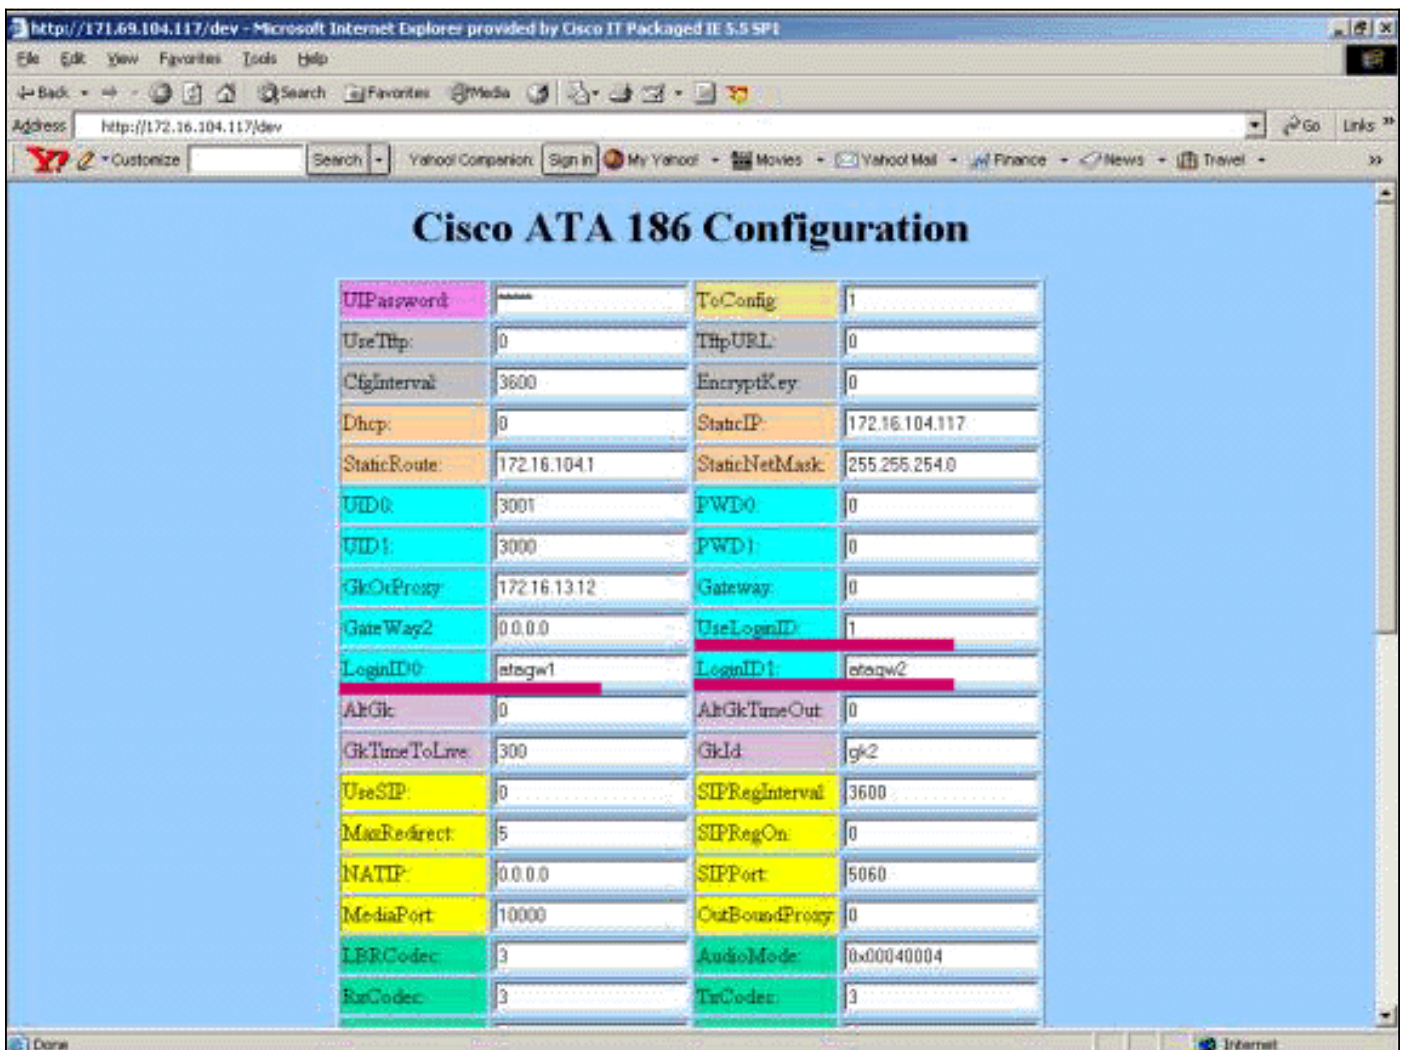 http://171.69.104.117/dev - Microsoft Internet Explorer provided by Cisco IT Packaged IE 5.5 SP1
File Edit View Favorites Tools Help
Back Search Favorites Media
Address http://172.16.104.117/dev Go Links »
Y! Customize Search Yahoo! Companion: Sign in My Yahoo! Movies Yahoo! Mail Finance News Travel »
Cisco ATA 186 Configuration
UIPassword: ***** ToConfig: 1
UseTftp: 0 TftpURL: 0
CfgInterval: 3600 EncryptKey: 0
Dhcp: 0 StaticIP: 172.16.104.117
StaticRoute: 172.16.104.1 StaticNetMask: 255.255.254.0
UID0: 3001 PWD0: 0
UID1: 3000 PWD1: 0
GkOrProxy: 172.16.13.12 Gateway: 0
GateWay2 0.0.0.0 UseLoginID: 1
LoginID0: atagw1 LoginID1: atagw2
AltGk: 0 AltGkTimeOut: 0
GkTimeToLive: 300 GkId: gk2
UseSIP: 0 SIPRegInterval: 3600
MaxRedirect: 5 SIPRegOn: 0
NATIP: 0.0.0.0 SIPPort: 5060
MediaPort: 10000 OutBoundProxy: 0
LBRCodec: 3 AudioMode: 0x00040004
RxCodec: 3 TxCodec: 3
Done Internet